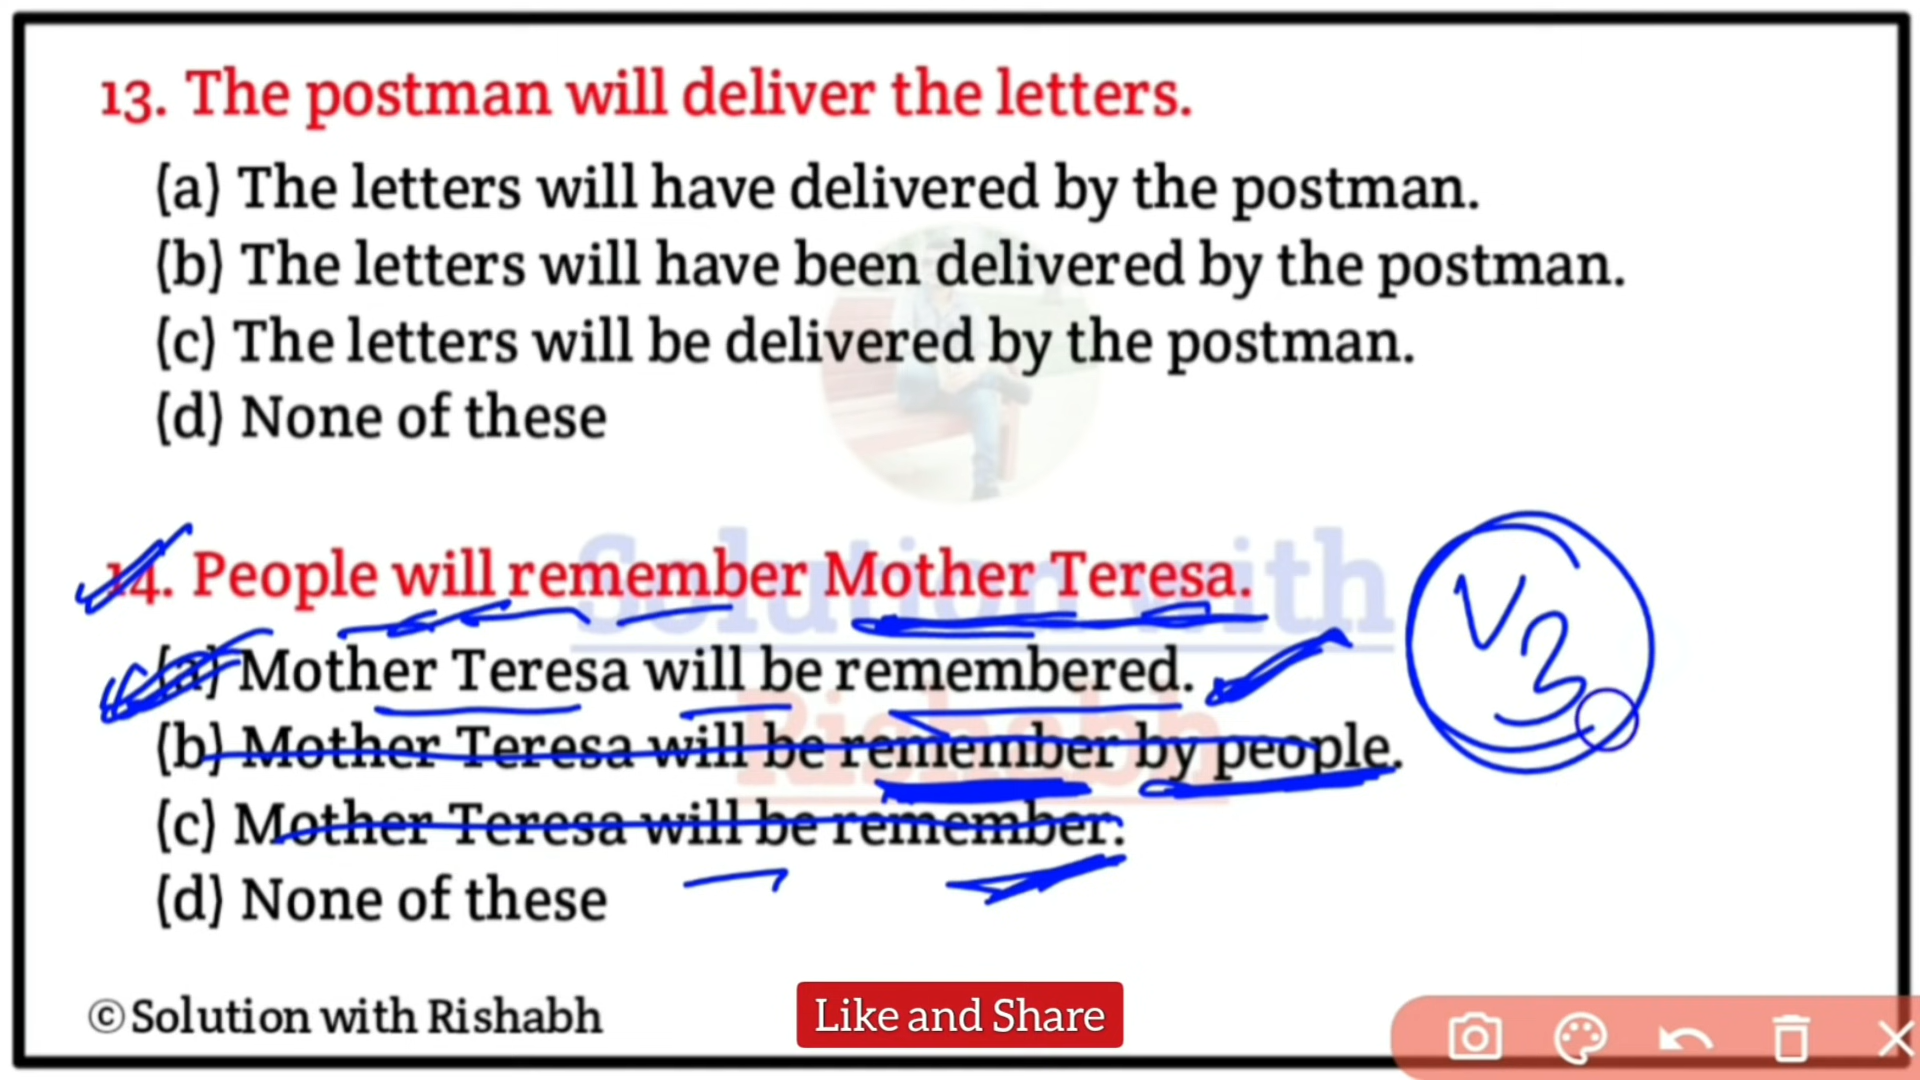 13. The postman will deliver the letters.
(a) The letters will have delivered by the postman.
(b) The letters will have been delivered by the postman.
(c) The letters will be delivered by the postman.
(d) None of these
14. People will remember Mother Teresa.
(a) Mother Teresa will be remembered.
V3
(b) Mother Teresa will be remember by people.
(c) Mother Teresa will be remember.
(d) None of these
Solution with
Rishabh
© Solution with Rishabh
Like and Share